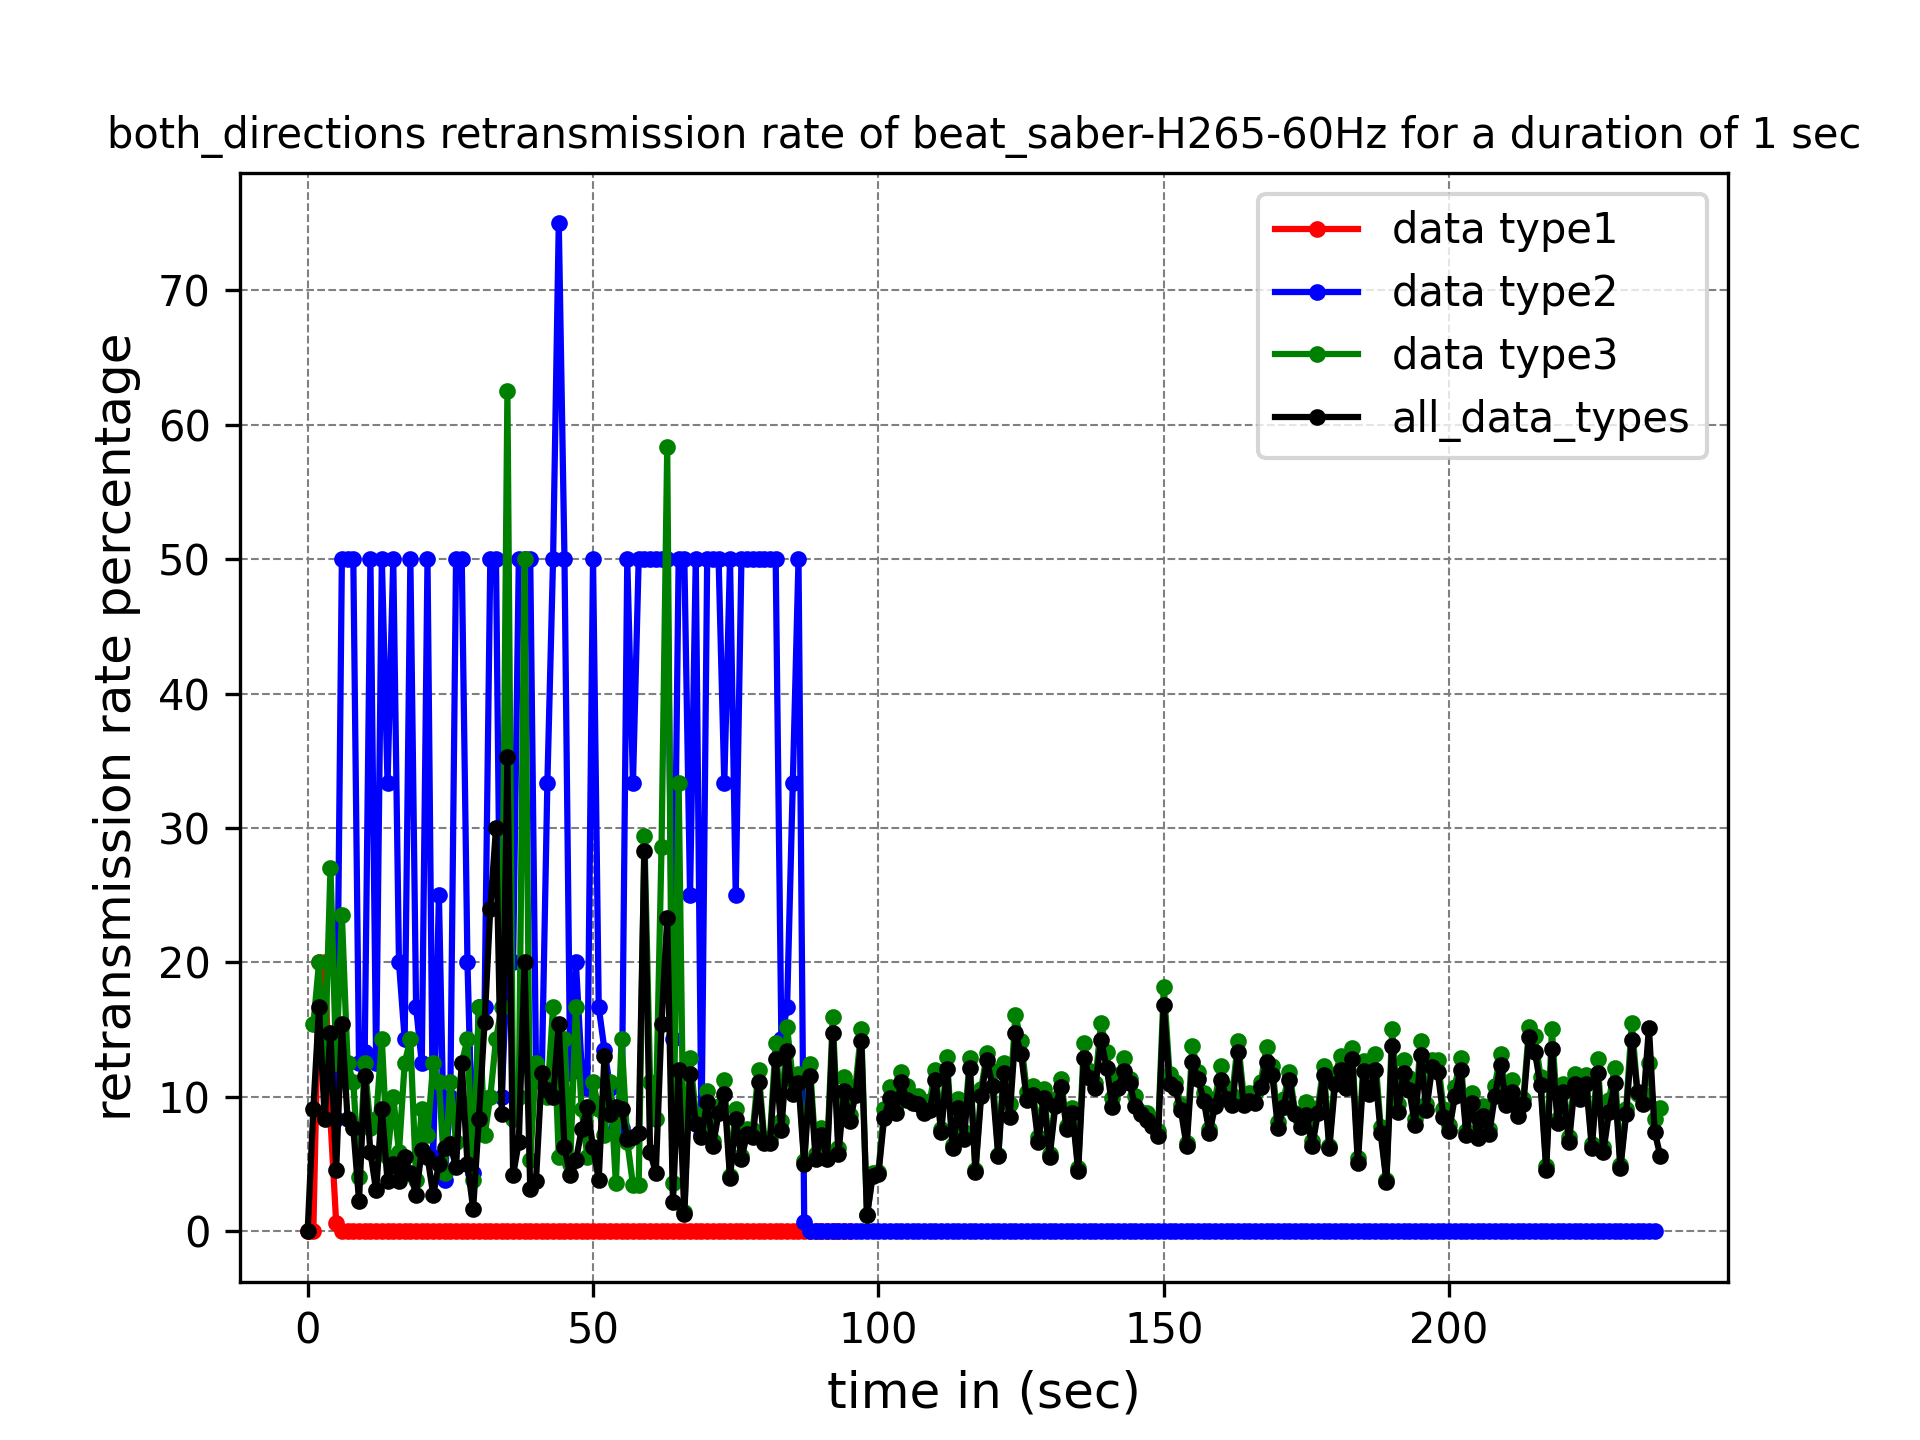 both_directions retransmission rate of beat_saber-H265-60Hz for a duration of 1 sec
data type1
data type2
data type3
all_data_types
retransmission rate percentage
70
60
50
40
30
20
10
0
0 50 100 150 200
time in (sec)